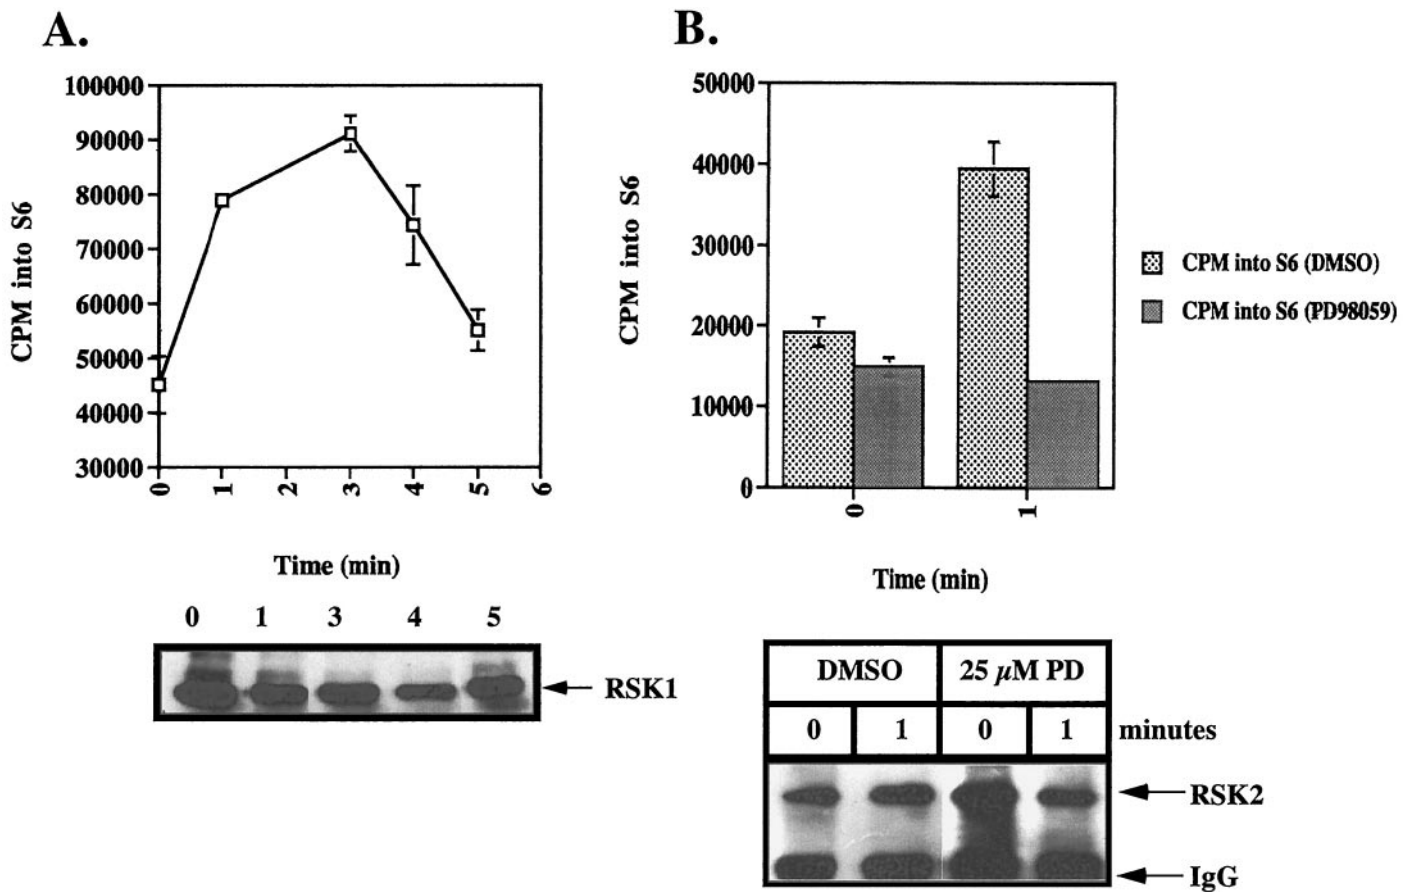 A.
100000
90000
80000
70000
60000
50000
40000
30000
CPM into S6
0 1 2 3 4 5 6
Time (min)
0 1 3 4 5
RSK1
B.
50000
40000
30000
20000
10000
0
CPM into S6
0 1
Time (min)
CPM into S6 (DMSO)
CPM into S6 (PD98059)
DMSO 25 µM PD
0 1 0 1 minutes
RSK2
IgG